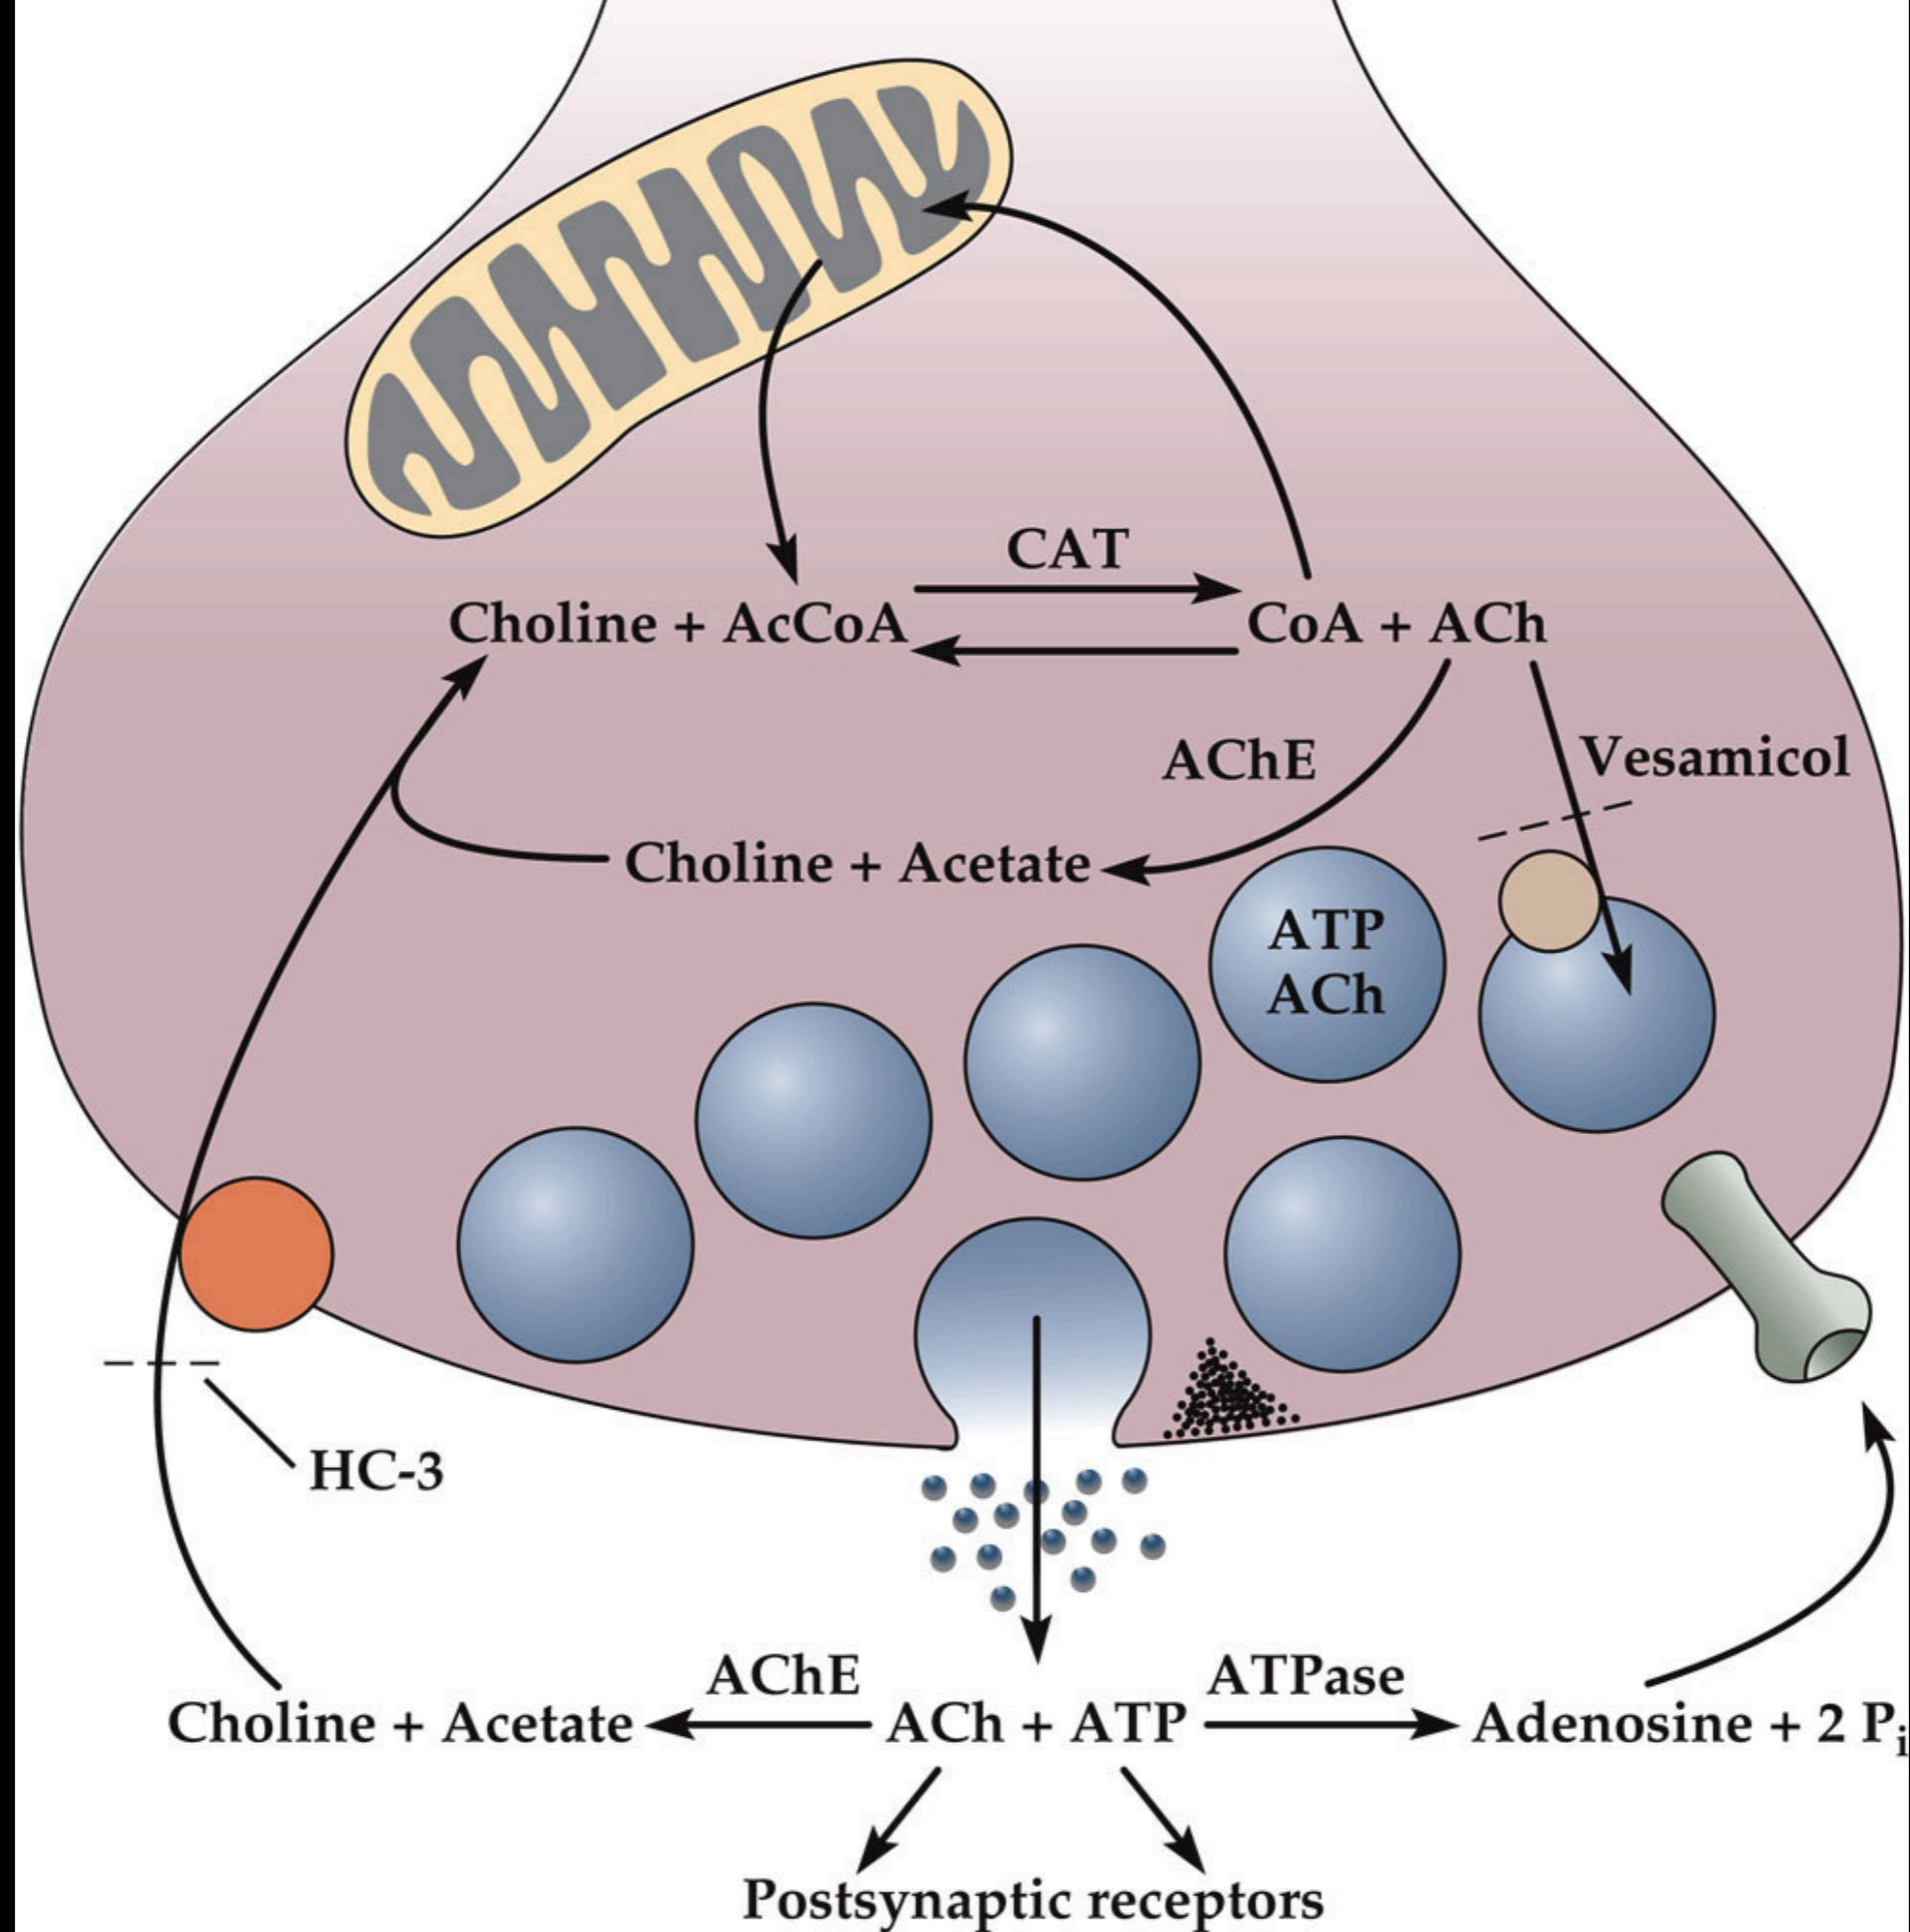 CAT
Choline + AcCoA
CoA + ACh
AChE
Vesamicol
Choline + Acetate
ATP
ACh
HC-3
AChE
ATPase
Choline + Acetate
ACh + ATP
Adenosine + 2 Pi
Postsynaptic receptors